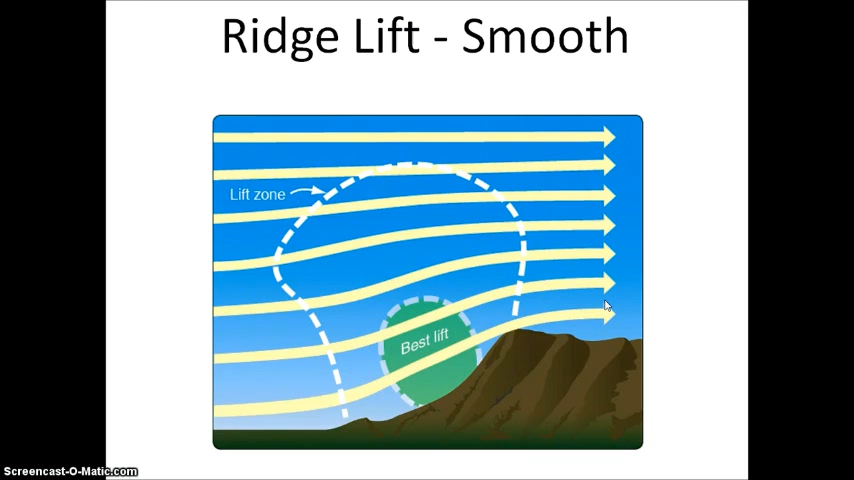 Ridge Lift - Smooth
Lift zone
Best lift
Screencast-O-Matic.com